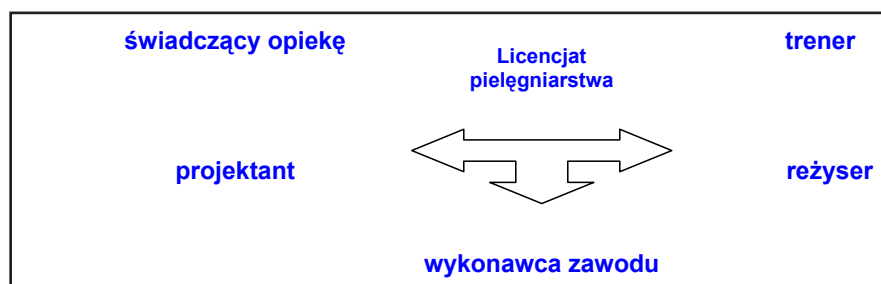 świadczący opiekę
trener
Licencjat
pielęgniarstwa
projektant
reżyser
wykonawca zawodu